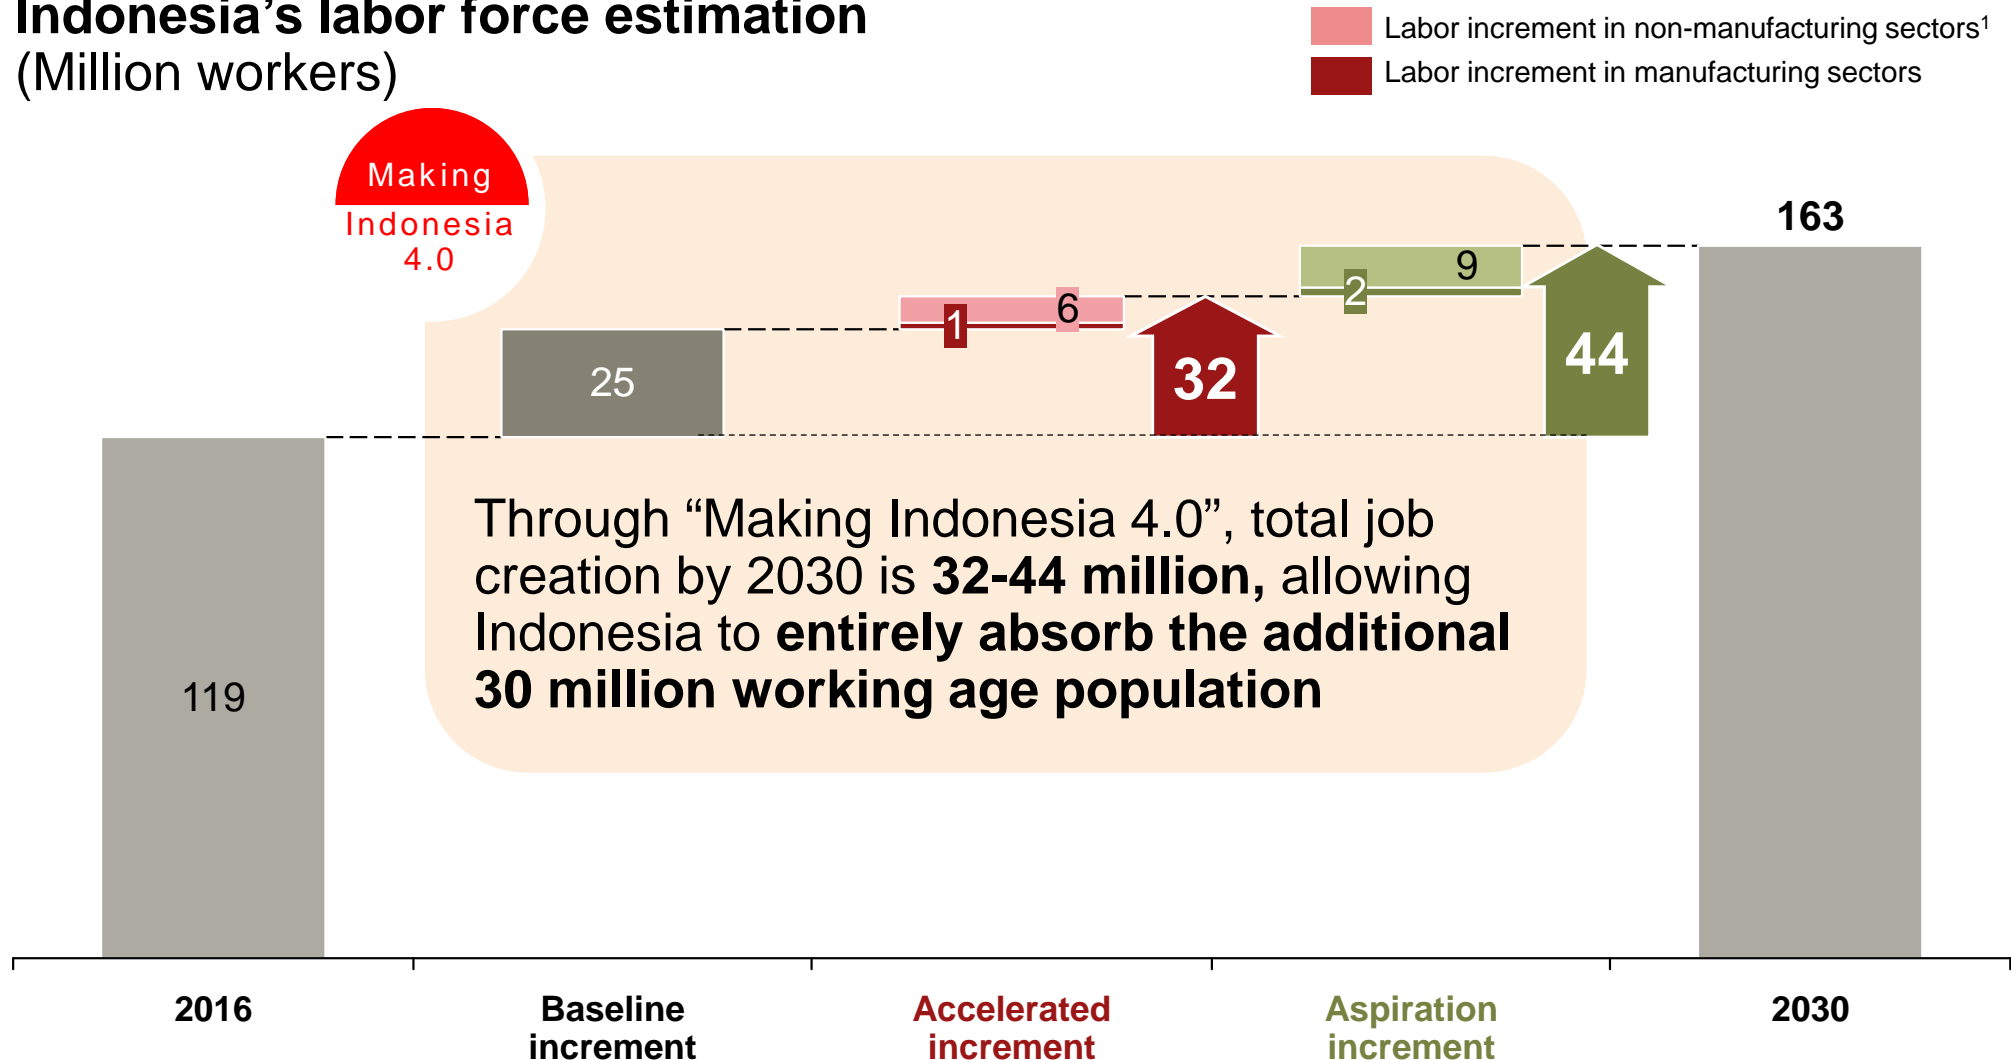 Indonesia’s labor force estimation
(Million workers)
Labor increment in non-manufacturing sectors¹
Labor increment in manufacturing sectors
Making
Indonesia
4.0
163
9
2
6
1
44
32
25
Through “Making Indonesia 4.0”, total job
creation by 2030 is 32-44 million, allowing
Indonesia to entirely absorb the additional
30 million working age population
119
2016
Baseline
increment
Accelerated
increment
Aspiration
increment
2030